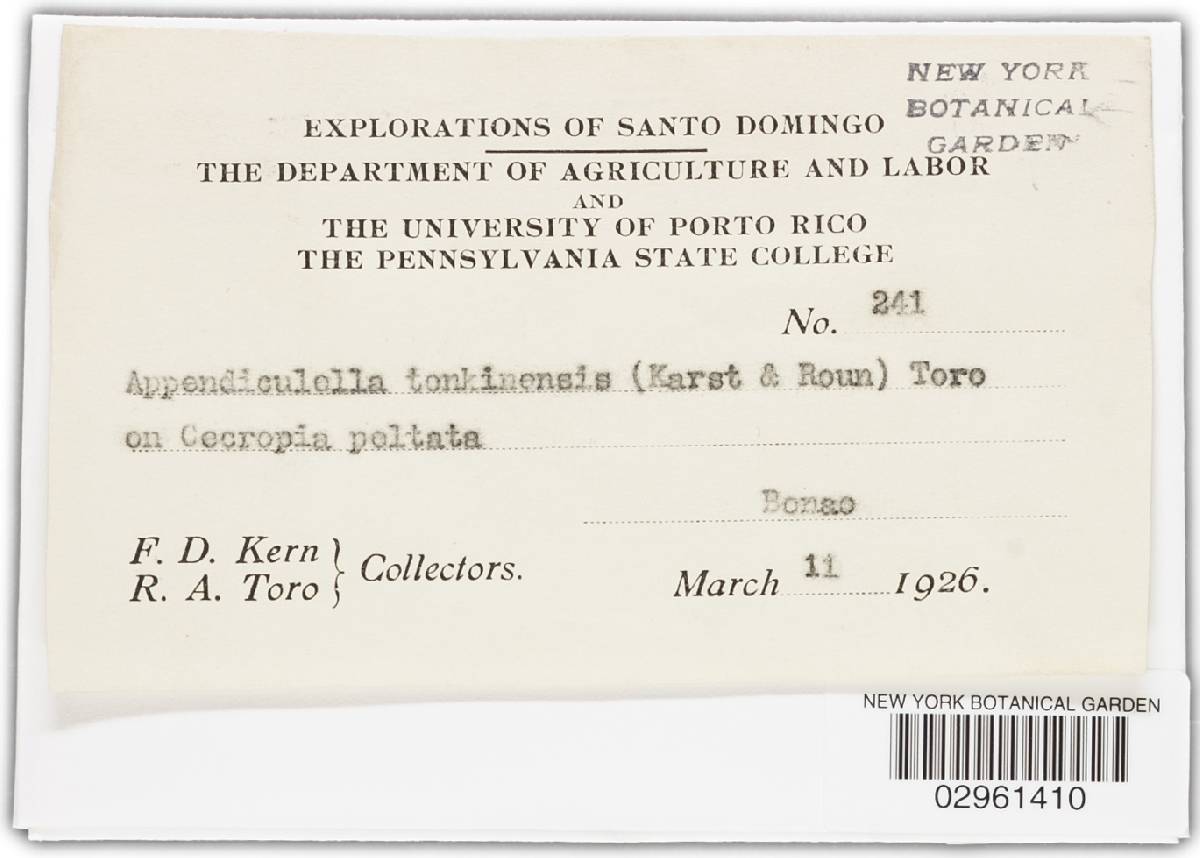 NEW YORK
BOTANICAL
GARDEN
EXPLORATIONS OF SANTO DOMINGO
THE DEPARTMENT OF AGRICULTURE AND LABOR
AND
THE UNIVERSITY OF PORTO RICO
THE PENNSYLVANIA STATE COLLEGE
No. 241
Appendiculella tonkinensis (Karst & Roun) Toro
on Cecropia peltata
Bonao
F. D. Kern
R. A. Toro } Collectors.
March 11 1926.
NEW YORK BOTANICAL GARDEN
02961410